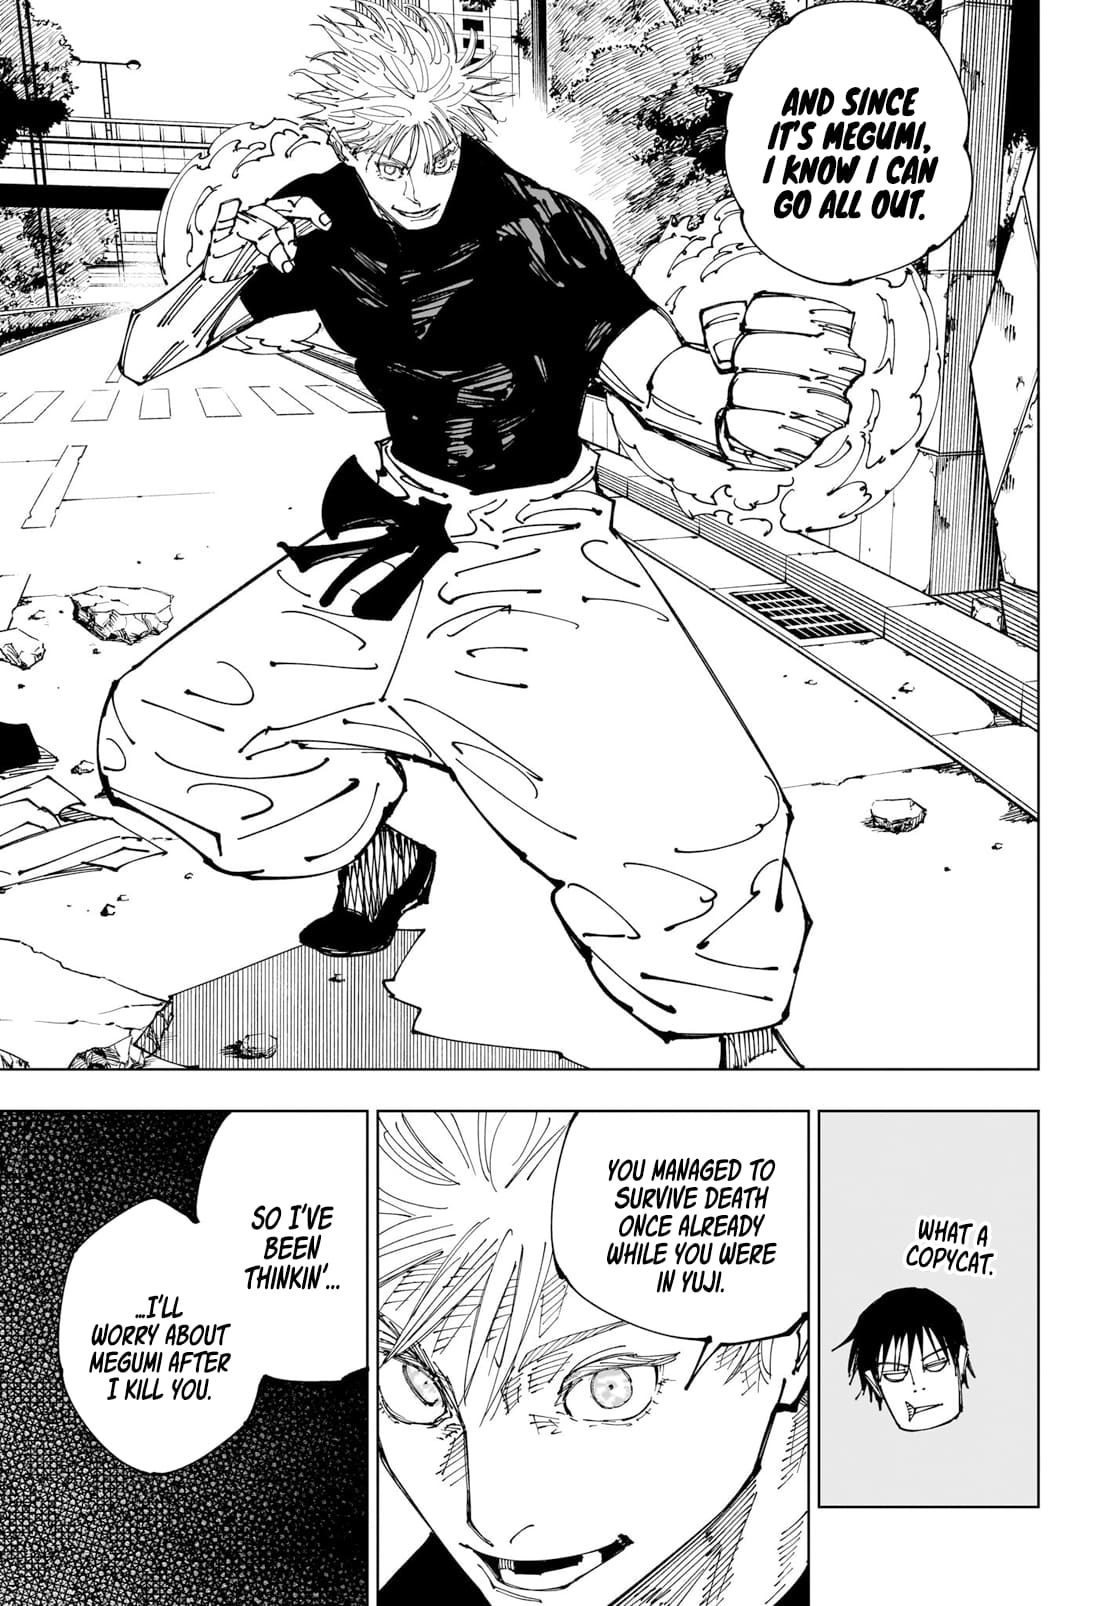 AND SINCE
IT'S MEGUMI,
I KNOW I CAN
GO ALL OUT.
WHAT A
COPYCAT.
YOU MANAGED TO
SURVIVE DEATH
ONCE ALREADY
WHILE YOU WERE
IN YUJI.
SO I'VE
BEEN
THINKIN'...
...I'LL
WORRY ABOUT
MEGUMI AFTER
I KILL YOU.